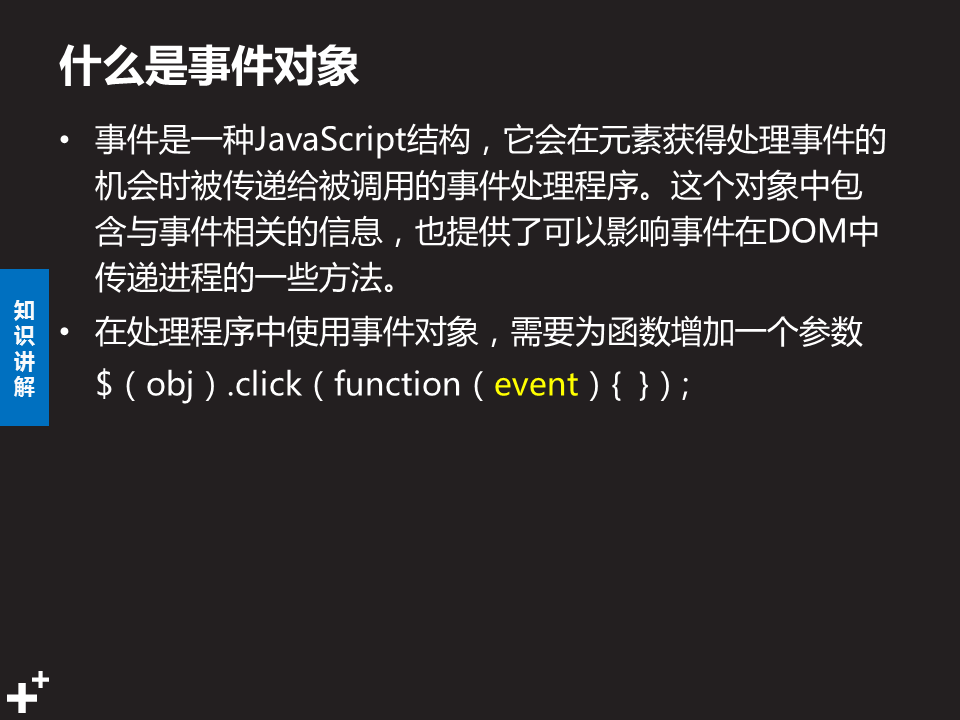 什么是事件对象
• 事件是一种JavaScript结构，它会在元素获得处理事件的
机会时被传递给被调用的事件处理程序。这个对象中包
含与事件相关的信息，也提供了可以影响事件在DOM中
传递进程的一些方法。
• 在处理程序中使用事件对象，需要为函数增加一个参数
$（obj）.click（function（event）{ }）;
知
识
讲
解